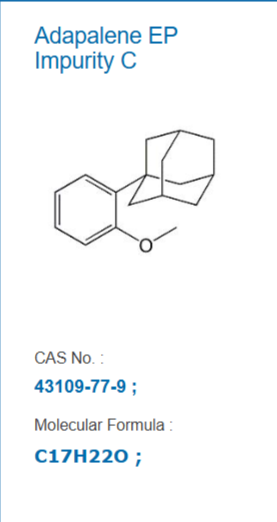 Adapalene EP
Impurity C
O
CAS No. :
43109-77-9 ;
Molecular Formula :
C17H22O ;